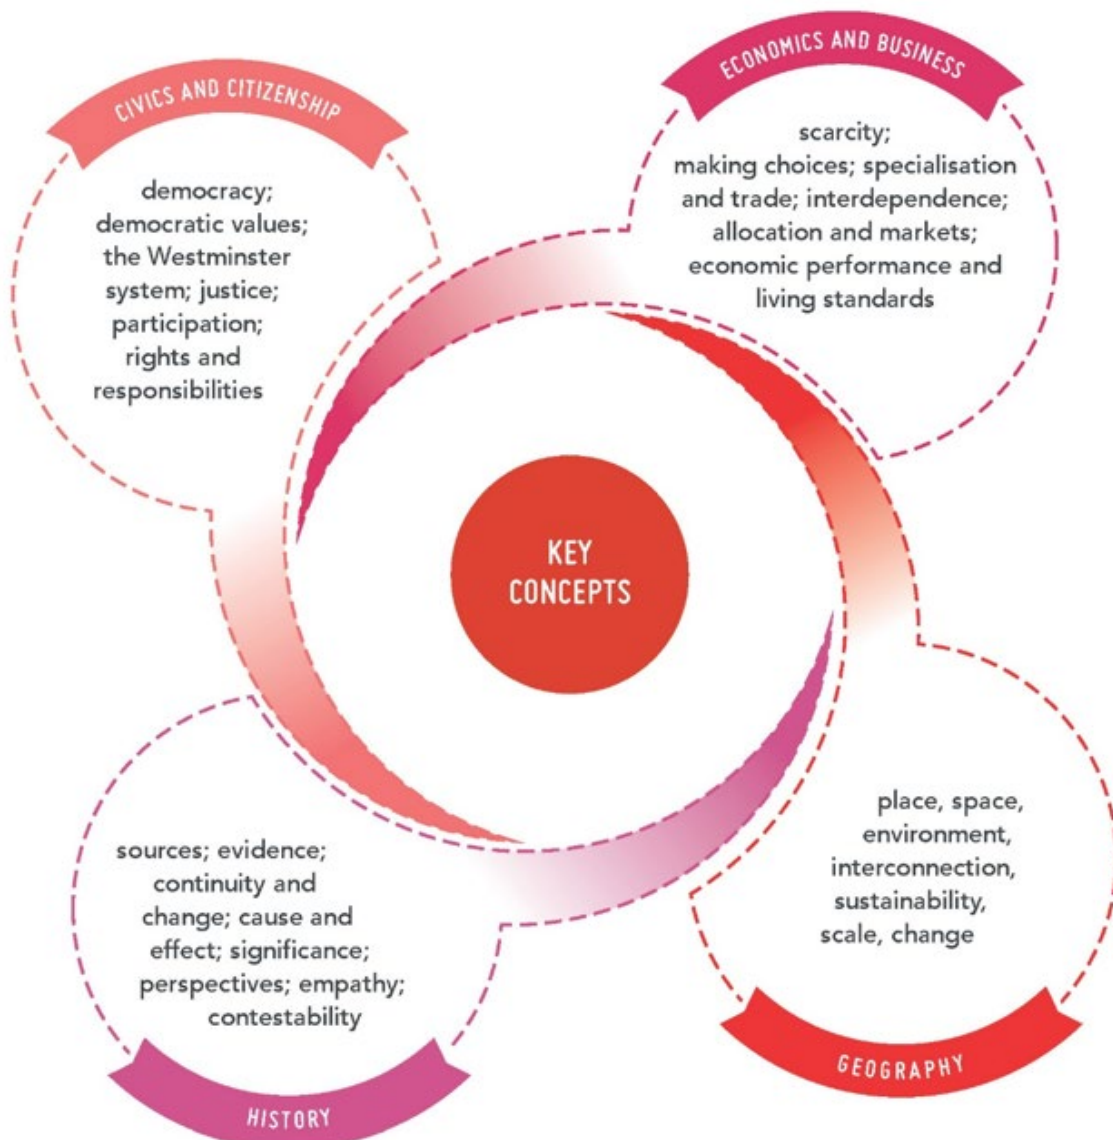 CIVICS AND CITIZENSHIP
democracy;
democratic values;
the Westminster
system; justice;
participation;
rights and
responsibilities
ECONOMICS AND BUSINESS
scarcity;
making choices; specialisation
and trade; interdependence;
allocation and markets;
economic performance and
living standards
KEY
CONCEPTS
sources; evidence;
continuity and
change; cause and
effect; significance;
perspectives; empathy;
contestability
HISTORY
place, space,
environment,
interconnection,
sustainability,
scale, change
GEOGRAPHY